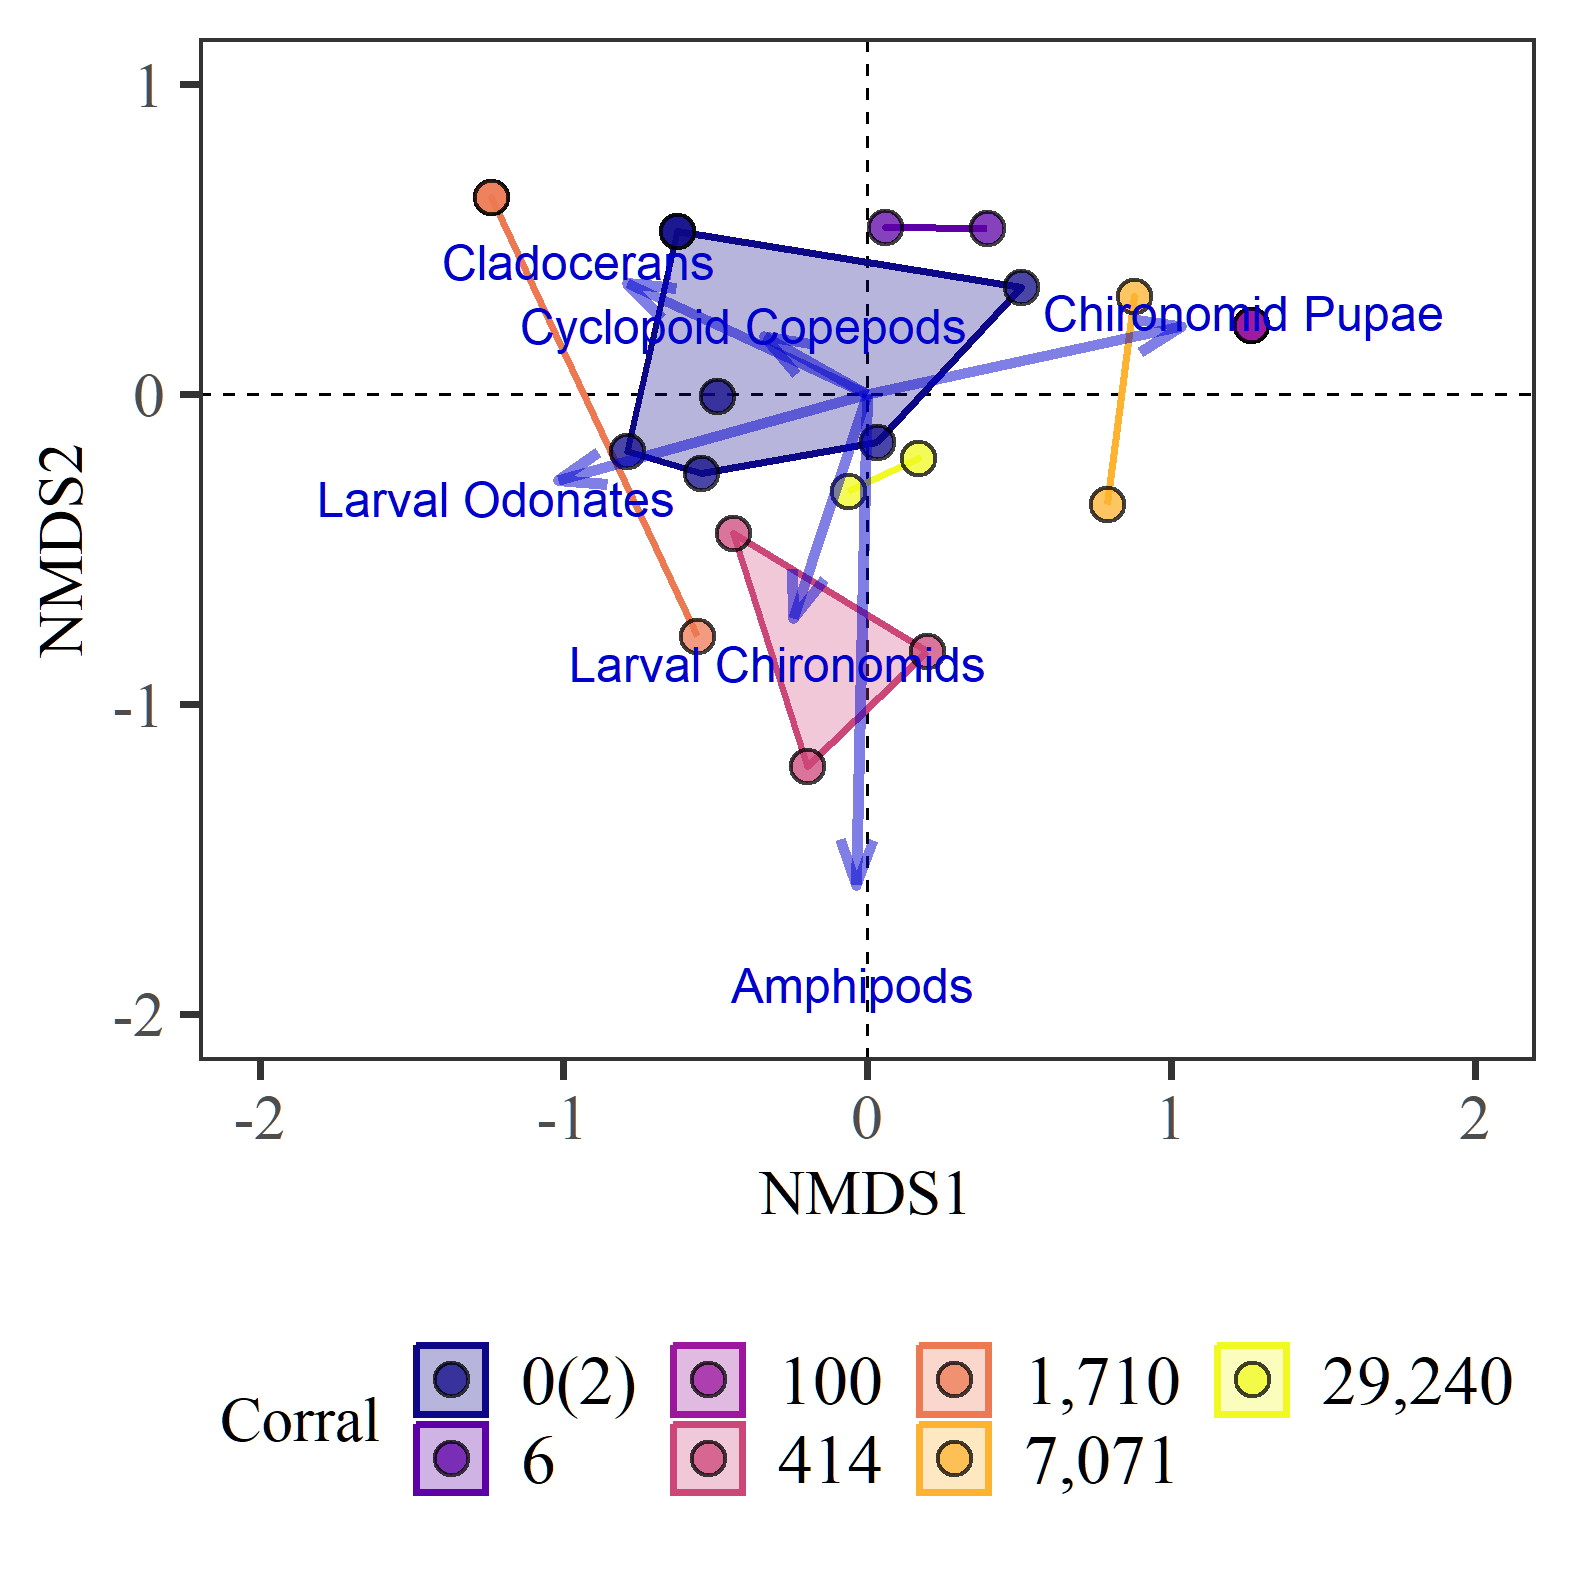 1
0
-1
-2
NMDS2
Cladocerans
Cyclopoid Copepods
Chironomid Pupae
Larval Odonates
Larval Chironomids
Amphipods
-2 -1 0 1 2
NMDS1
Corral
0(2) 100 1,710 29,240
6 414 7,071